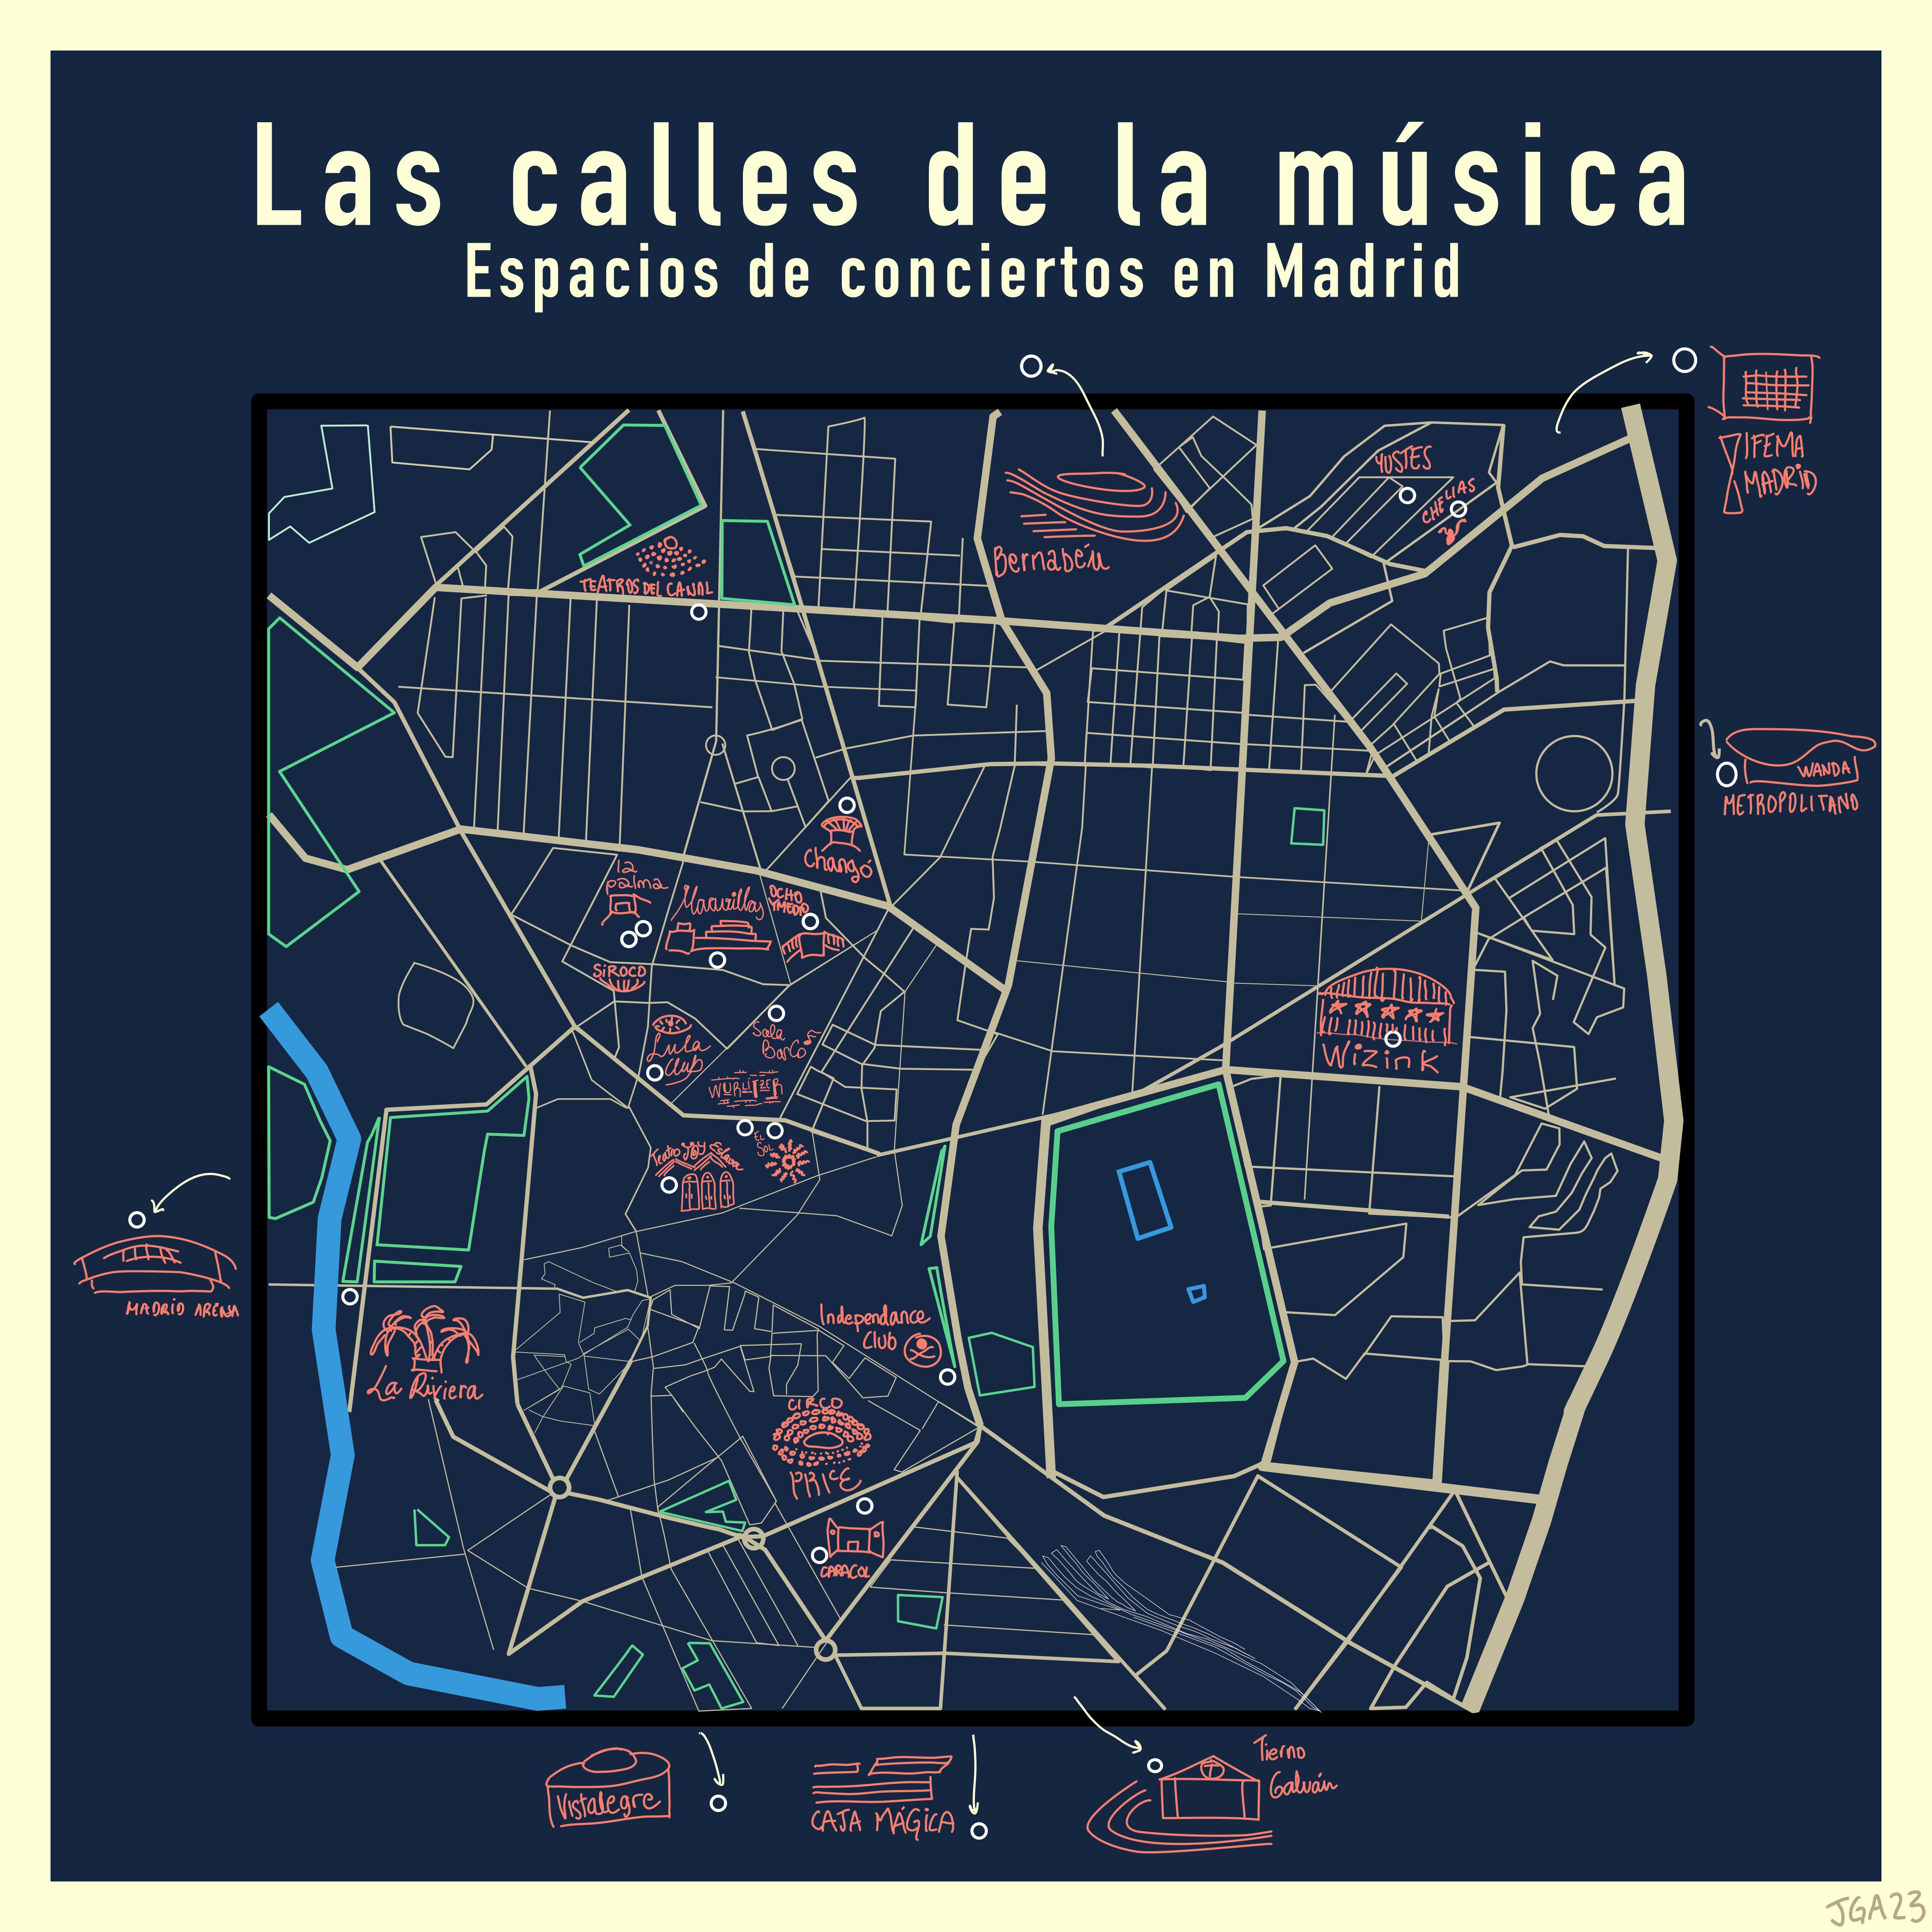 Las calles de la música
Espacios de conciertos en Madrid
IFEMA
MADRID
YUSTES
CHELIAS
Bernabéu
TEATROS DEL CANAL
WANDA
METROPOLITANO
Changó
la
palma
Maravillas
OCHO
YMEDIO
SIROCO
Lula
Club
Sala
BarCo
WURLITZER
WiZink
EL
SOL
Teatro Joy Eslava
MADRID ARENA
La Riviera
Independance
Club
CIRCO
PRICE
CARACOL
Vistalegre
CAJA MÁGICA
Tierno
Galván
JGA23